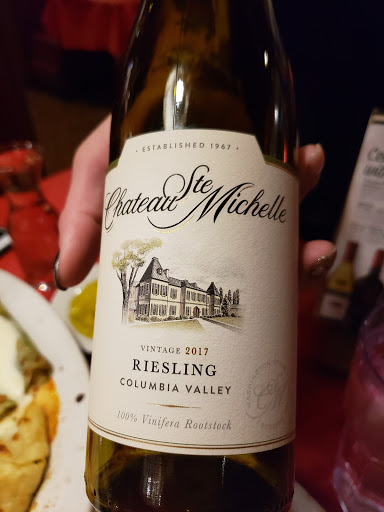 • ESTABLISHED 1967 •
Chateau Ste Michelle
VINTAGE 2017
RIESLING
COLUMBIA VALLEY
100% Vinifera Rootstock